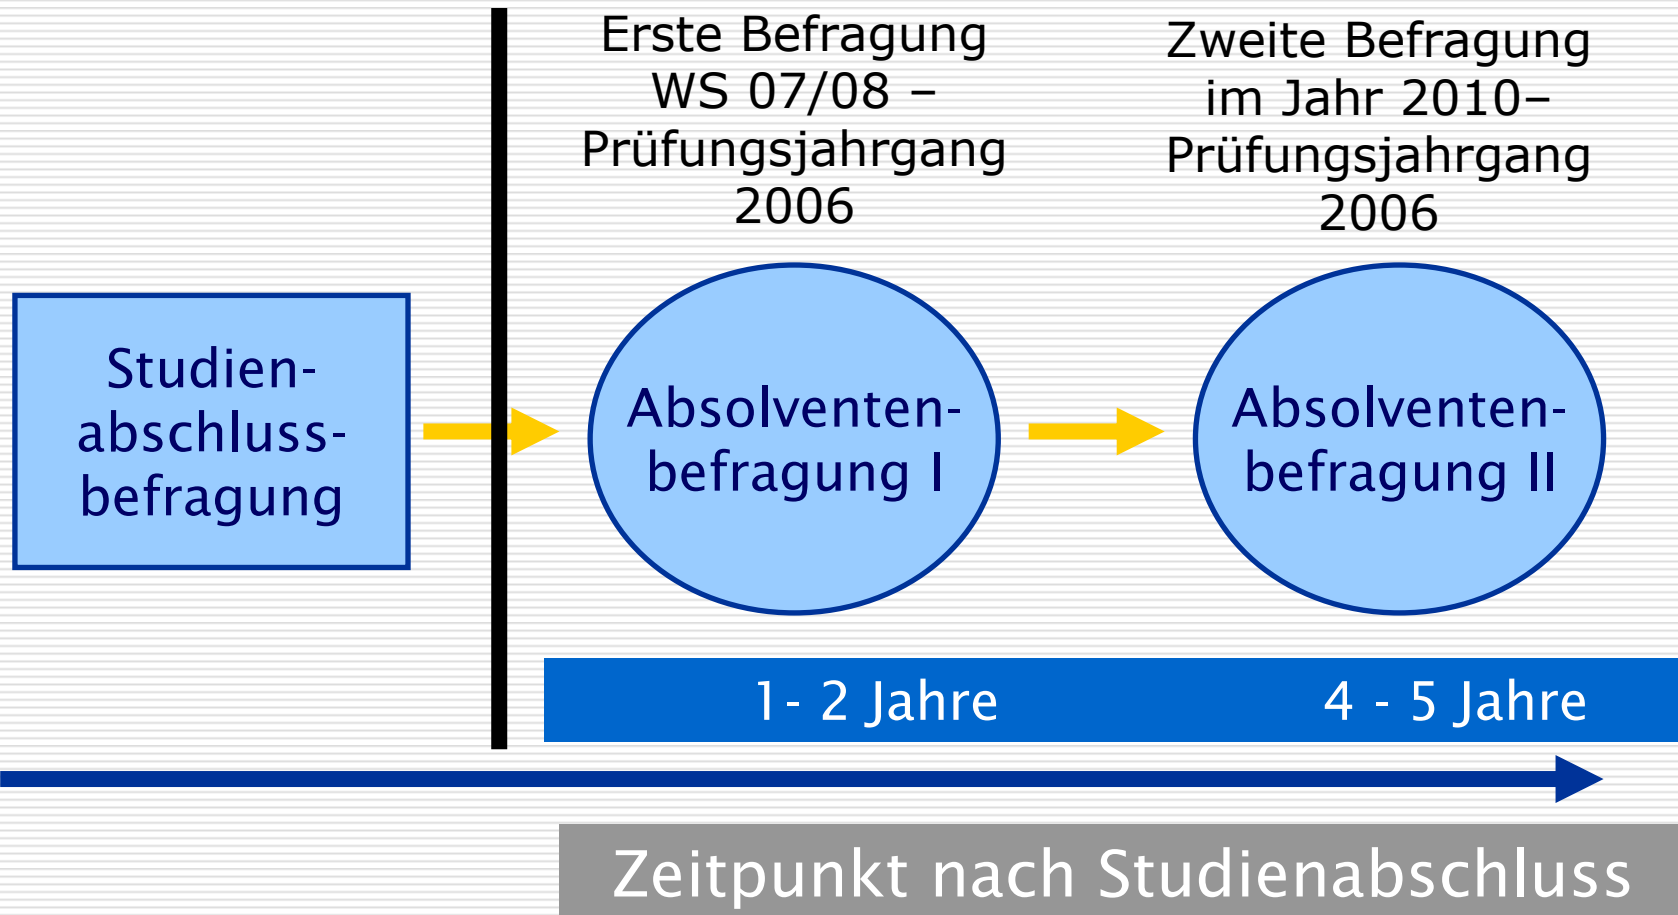 Erste Befragung
WS 07/08 –
Prüfungsjahrgang
2006
Zweite Befragung
im Jahr 2010–
Prüfungsjahrgang
2006
Studien-
abschluss-
befragung
Absolventen-
befragung I
Absolventen-
befragung II
1- 2 Jahre
4 - 5 Jahre
Zeitpunkt nach Studienabschluss